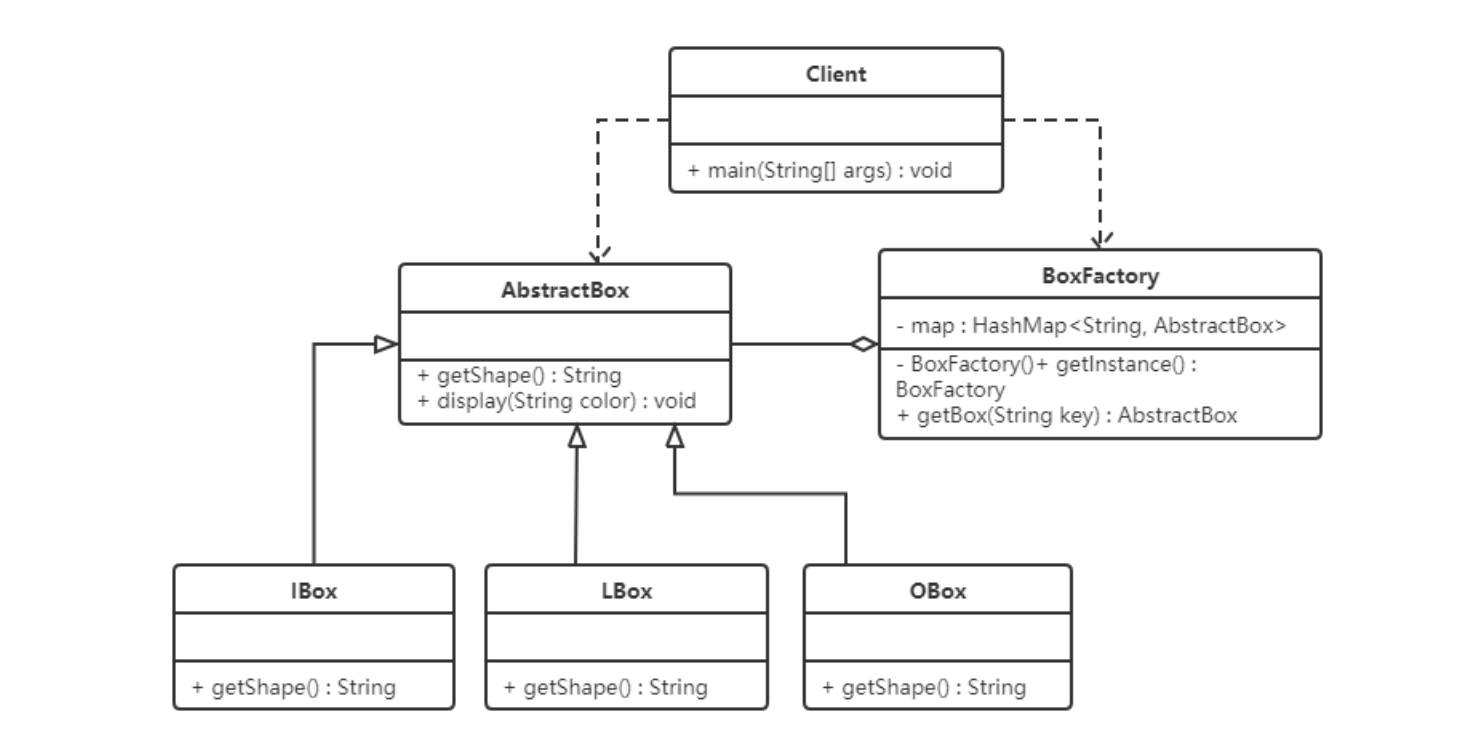 Client
+ main(String[] args) : void
AbstractBox
+ getShape() : String
+ display(String color) : void
BoxFactory
- map : HashMap<String, AbstractBox>
- BoxFactory()+ getInstance() :
BoxFactory
+ getBox(String key) : AbstractBox
IBox
+ getShape() : String
LBox
+ getShape() : String
OBox
+ getShape() : String